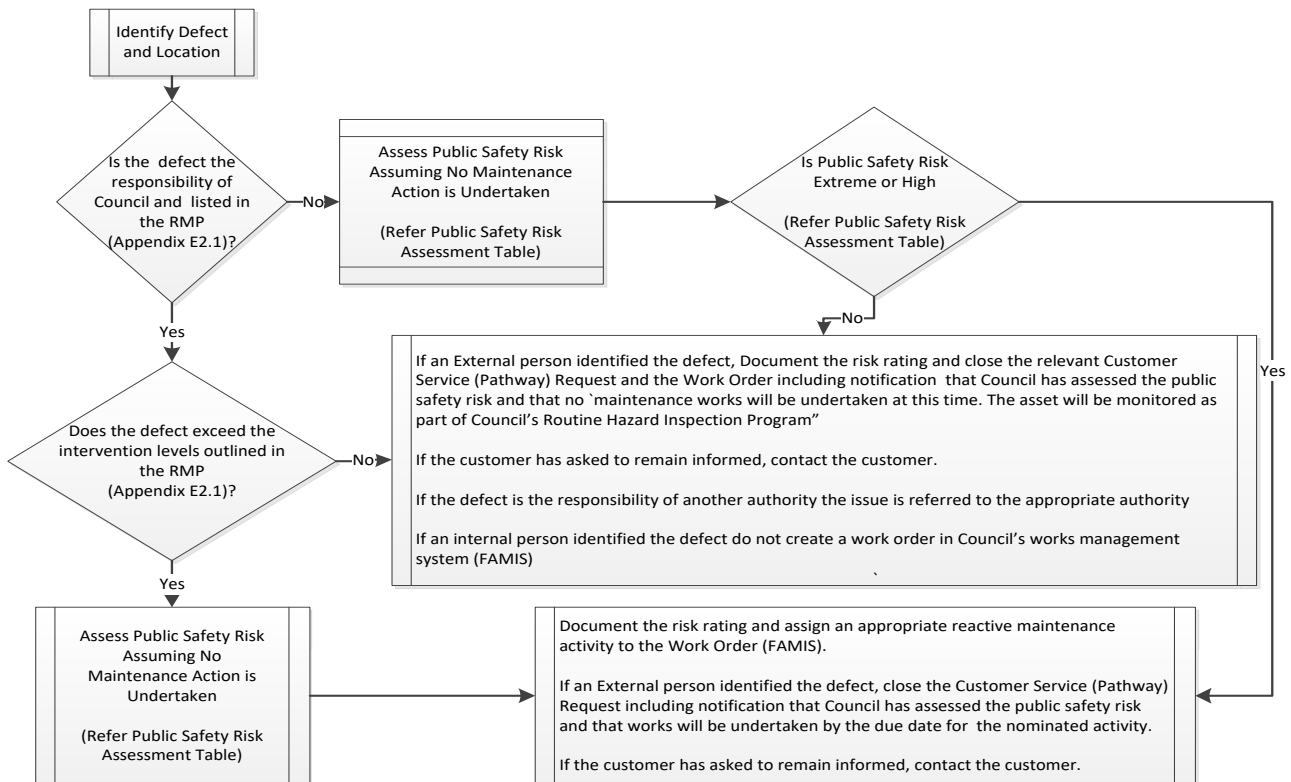 Identify Defect
and Location
Is the defect the
responsibility of
Council and listed in
the RMP
(Appendix E2.1)?
No
Assess Public Safety Risk
Assuming No Maintenance
Action is Undertaken
(Refer Public Safety Risk
Assessment Table)
Is Public Safety Risk
Extreme or High
(Refer Public Safety Risk
Assessment Table)
Yes
No
Yes
Does the defect exceed the
intervention levels outlined in
the RMP
(Appendix E2.1)?
No
If an External person identified the defect, Document the risk rating and close the relevant Customer
Service (Pathway) Request and the Work Order including notification that Council has assessed the public
safety risk and that no `maintenance works will be undertaken at this time. The asset will be monitored as
part of Council’s Routine Hazard Inspection Program”
If the customer has asked to remain informed, contact the customer.
If the defect is the responsibility of another authority the issue is referred to the appropriate authority
If an internal person identified the defect do not create a work order in Council’s works management
system (FAMIS)
`
Yes
Assess Public Safety Risk
Assuming No
Maintenance Action is
Undertaken
(Refer Public Safety Risk
Assessment Table)
Document the risk rating and assign an appropriate reactive maintenance
activity to the Work Order (FAMIS).
If an External person identified the defect, close the Customer Service (Pathway)
Request including notification that Council has assessed the public safety risk
and that works will be undertaken by the due date for the nominated activity.
If the customer has asked to remain informed, contact the customer.